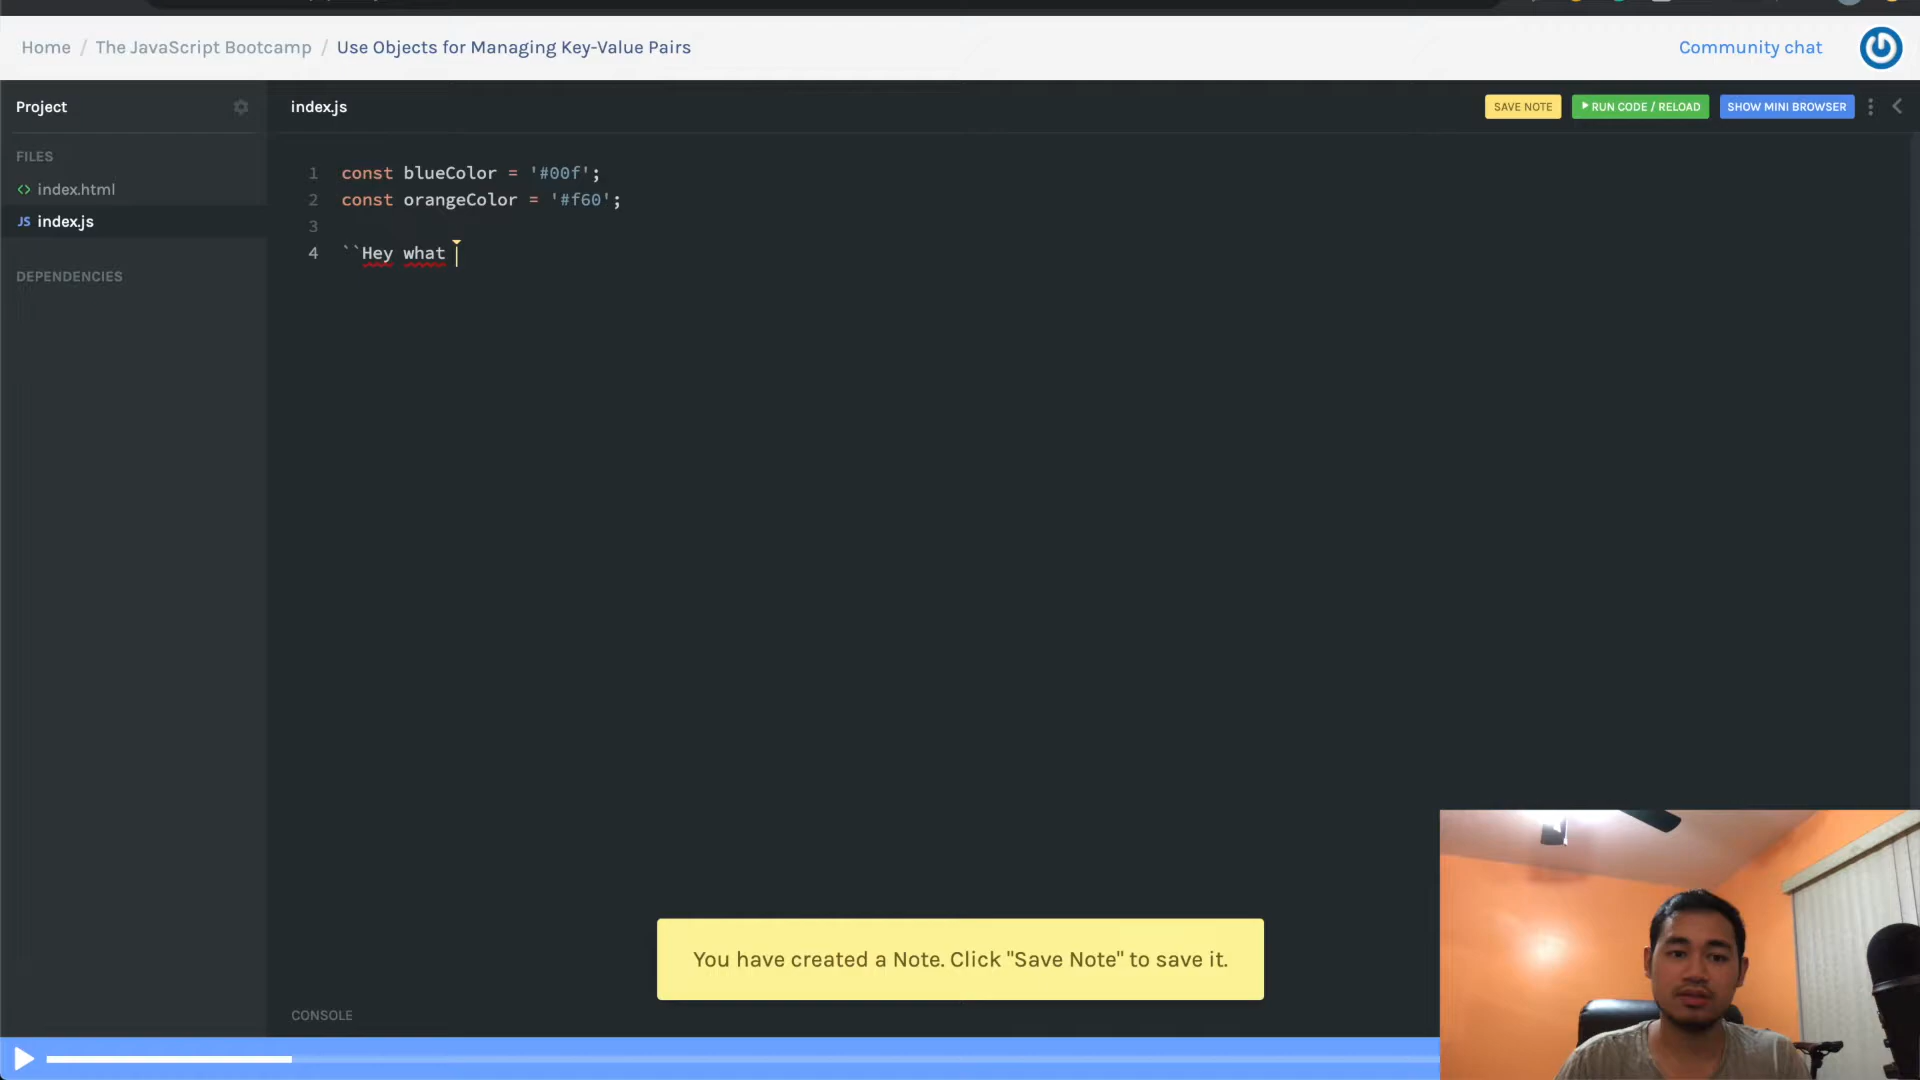 Home / The JavaScript Bootcamp / Use Objects for Managing Key-Value Pairs
Community chat
Project
index.js
SAVE NOTE
RUN CODE / RELOAD
SHOW MINI BROWSER
FILES
<> index.html
JS index.js
DEPENDENCIES
1 const blueColor = '#00f';
2 const orangeColor = '#f60';
3
4 ``Hey what
You have created a Note. Click "Save Note" to save it.
CONSOLE